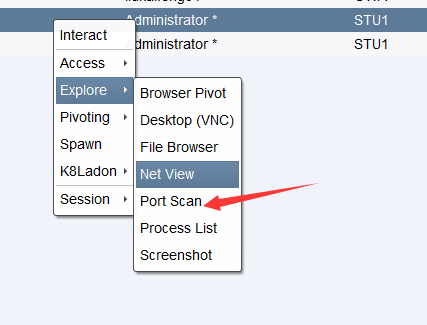 Administrator * STU1
Interact
Administrator * STU1
Access
Explore
Browser Pivot
Pivoting
Desktop (VNC)
Spawn
File Browser
K8Ladon
Net View
Session
Port Scan
Process List
Screenshot